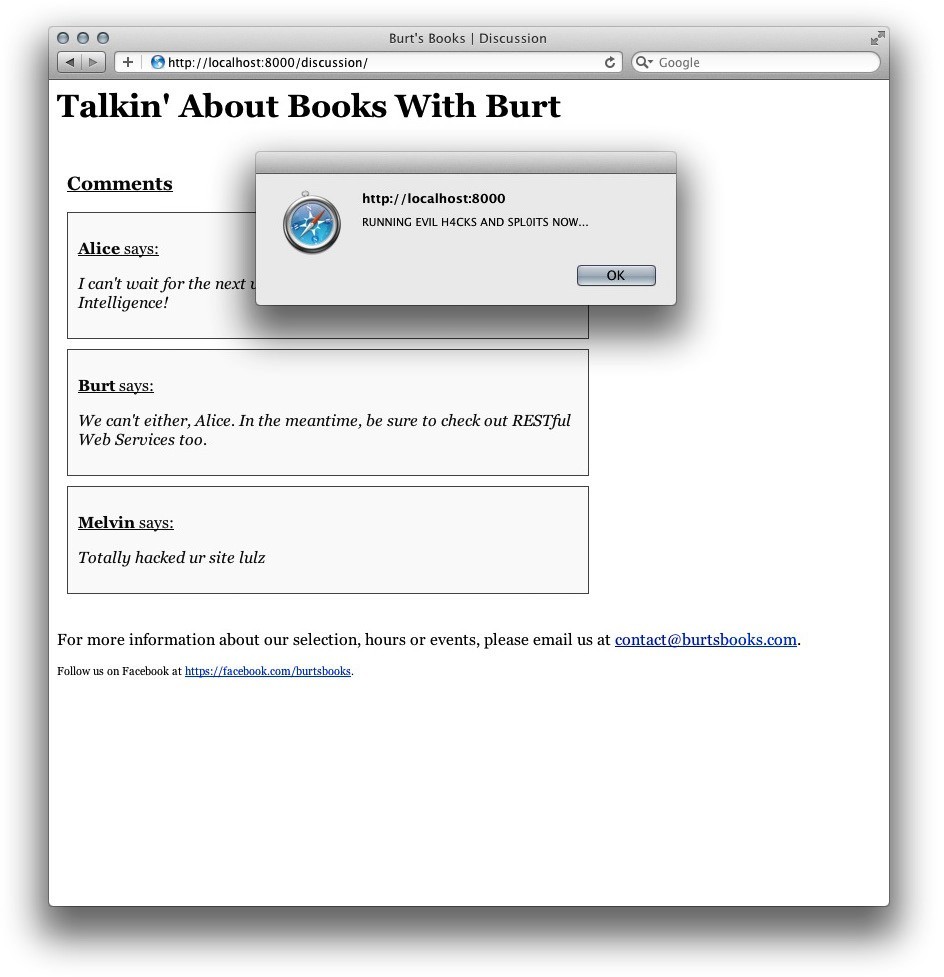 Burt's Books | Discussion
http://localhost:8000/discussion/
Google
Talkin' About Books With Burt
Comments
http://localhost:8000
RUNNING EVIL H4CKS AND SPL0ITS NOW...
OK
Alice says:
I can't wait for the next
Intelligence!
Burt says:
We can't either, Alice. In the meantime, be sure to check out RESTful
Web Services too.
Melvin says:
Totally hacked ur site lulz
For more information about our selection, hours or events, please email us at contact@burtsbooks.com.
Follow us on Facebook at https://facebook.com/burtsbooks.